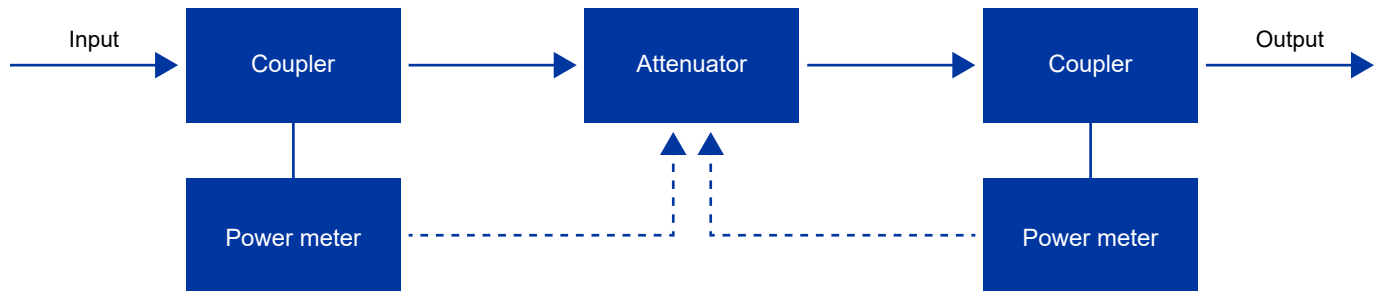 Input
Coupler
Attenuator
Coupler
Output
Power meter
Power meter